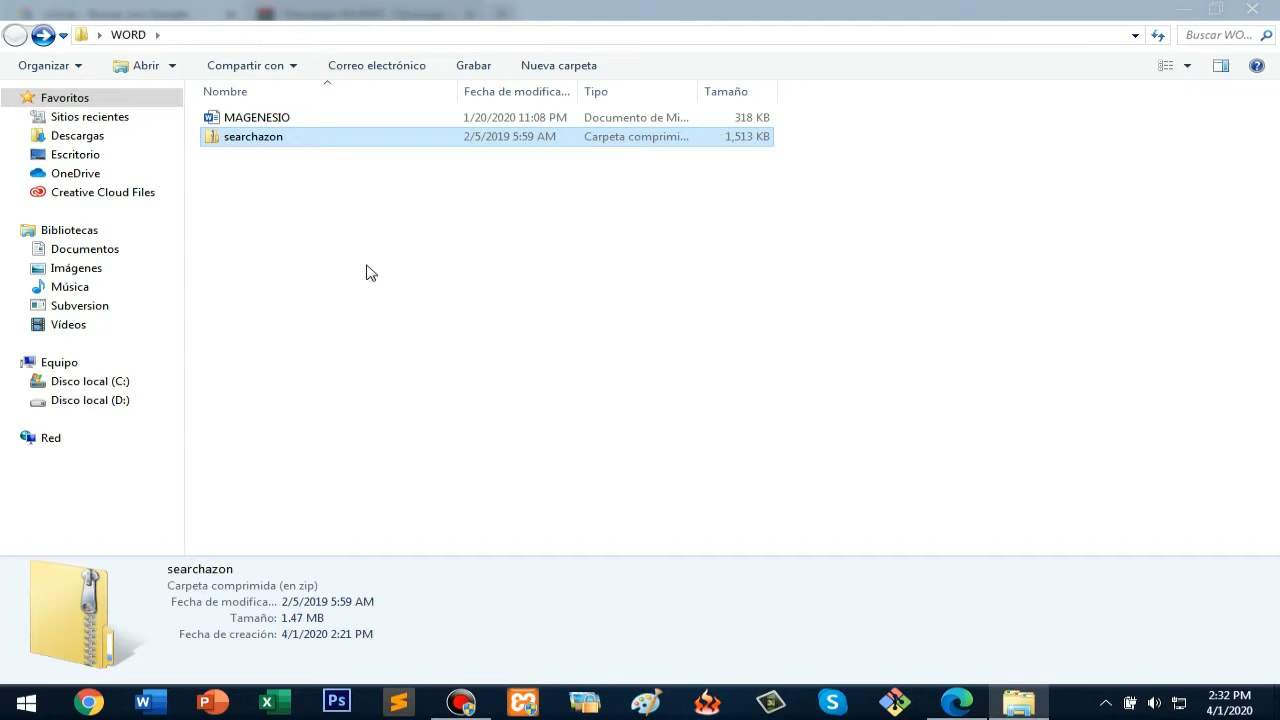 WORD
Buscar WO...
Organizar
Abrir
Compartir con
Correo electrónico
Grabar
Nueva carpeta
Nombre
Fecha de modifica...
Tipo
Tamaño
Favoritos
Sitios recientes
Descargas
Escritorio
OneDrive
Creative Cloud Files
Bibliotecas
Documentos
Imágenes
Música
Subversion
Vídeos
Equipo
Disco local (C:)
Disco local (D:)
Red
MAGENESIO 1/20/2020 11:08 PM Documento de Mi... 318 KB
searchazon 2/5/2019 5:59 AM Carpeta comprimi... 1,513 KB
searchazon
Carpeta comprimida (en zip)
Fecha de modifica... 2/5/2019 5:59 AM
Tamaño: 1.47 MB
Fecha de creación: 4/1/2020 2:21 PM
Ps
2:32 PM
4/1/2020